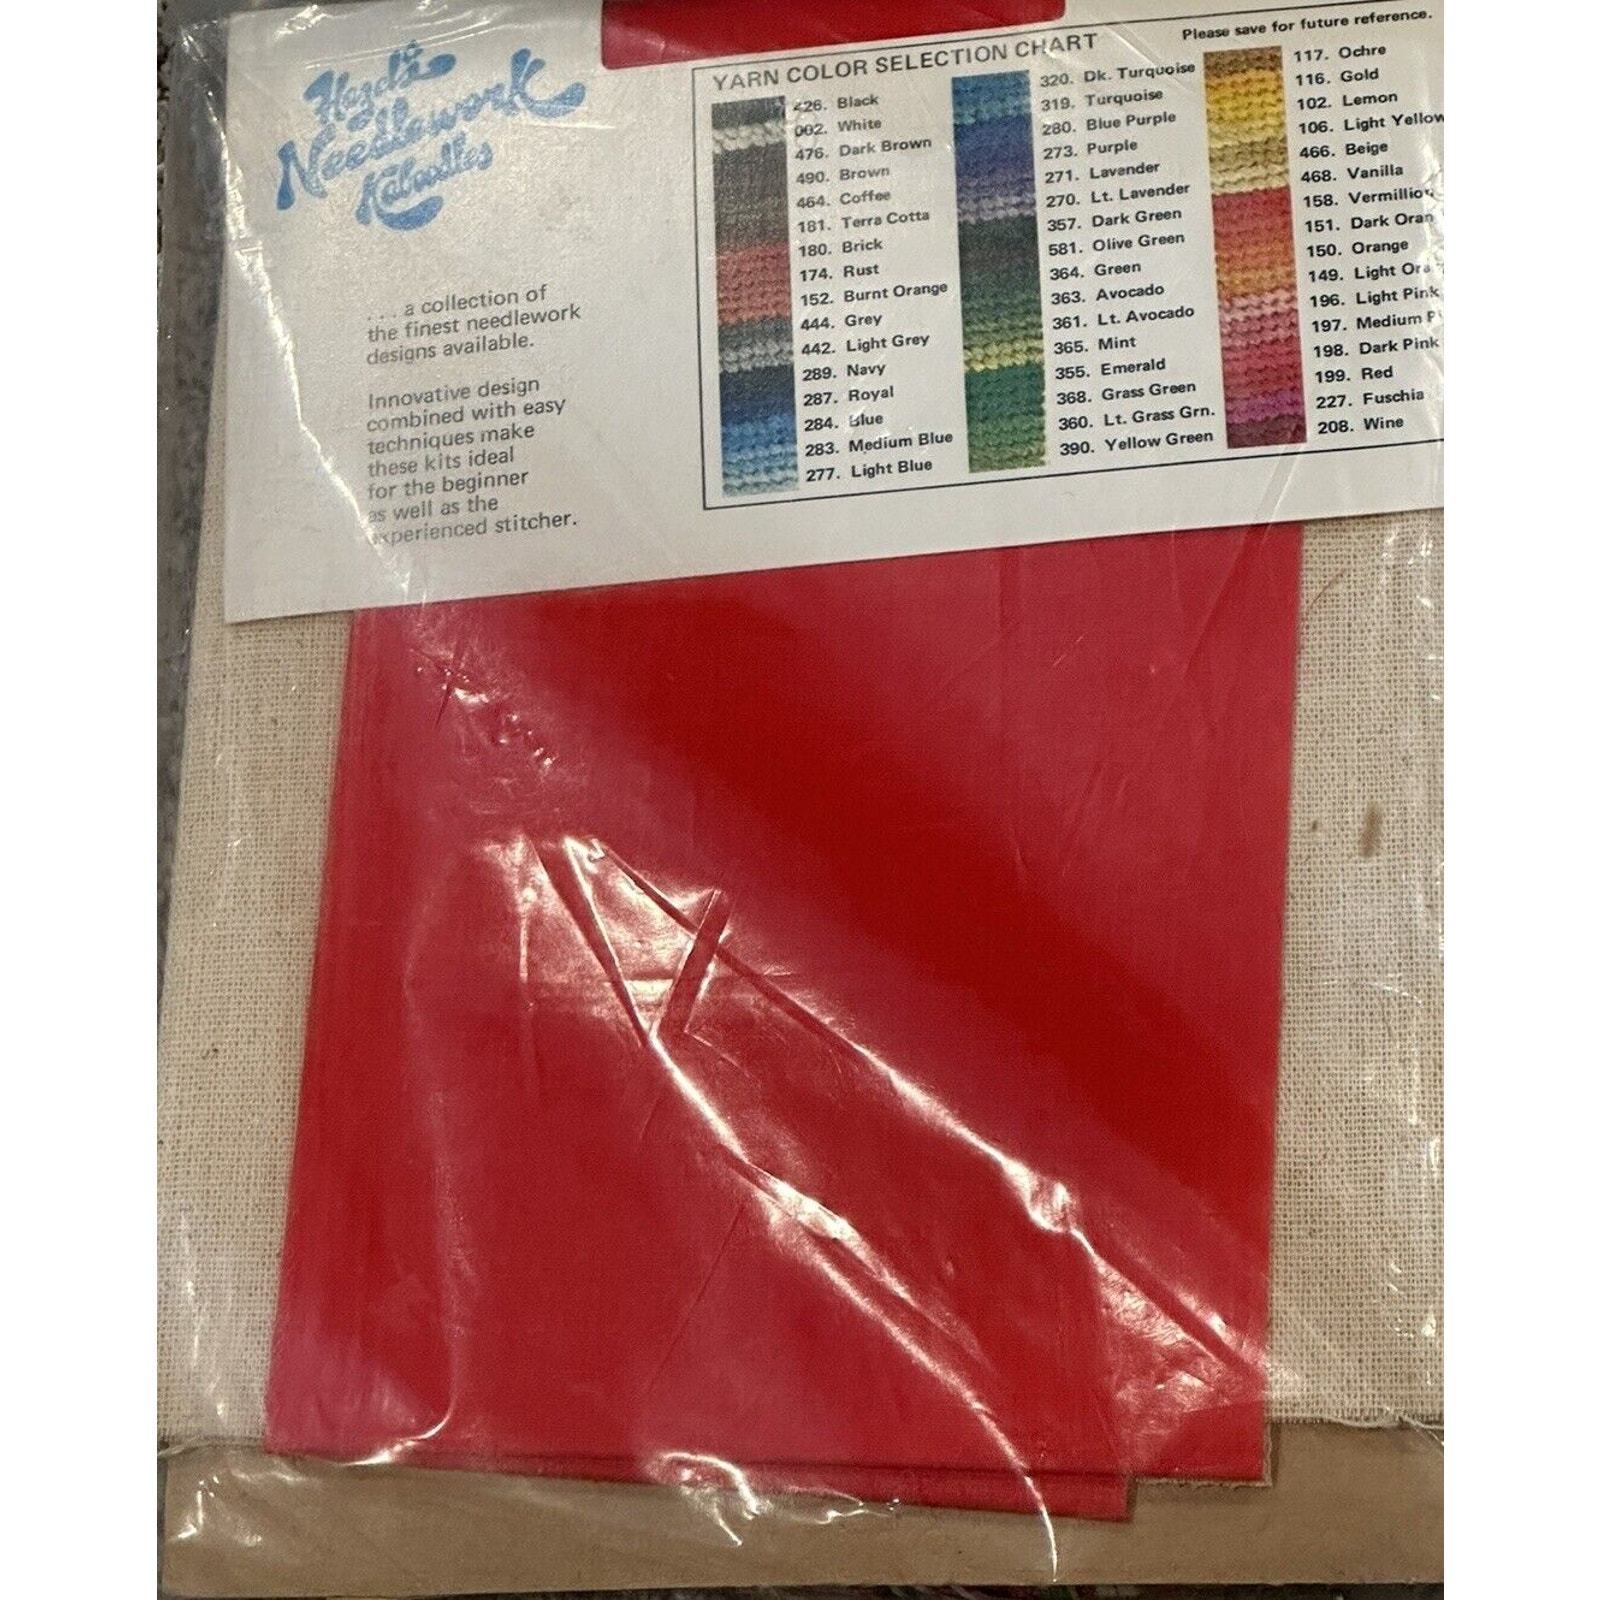 Hazel's
Needlework
Kaboodles
. . . a collection of
the finest needlework
designs available.
Innovative design
combined with easy
techniques make
these kits ideal
for the beginner
as well as the
experienced stitcher.
Please save for future reference.
YARN COLOR SELECTION CHART
226. Black
002. White
476. Dark Brown
490. Brown
464. Coffee
181. Terra Cotta
180. Brick
174. Rust
152. Burnt Orange
444. Grey
442. Light Grey
289. Navy
287. Royal
284. Blue
283. Medium Blue
277. Light Blue
320. Dk. Turquoise
319. Turquoise
280. Blue Purple
273. Purple
271. Lavender
270. Lt. Lavender
357. Dark Green
581. Olive Green
364. Green
363. Avocado
361. Lt. Avocado
365. Mint
355. Emerald
368. Grass Green
360. Lt. Grass Grn.
390. Yellow Green
117. Ochre
116. Gold
102. Lemon
106. Light Yellow
466. Beige
468. Vanilla
158. Vermillion
151. Dark Oran
150. Orange
149. Light Ora
196. Light Pink
197. Medium P
198. Dark Pink
199. Red
227. Fuschia
208. Wine